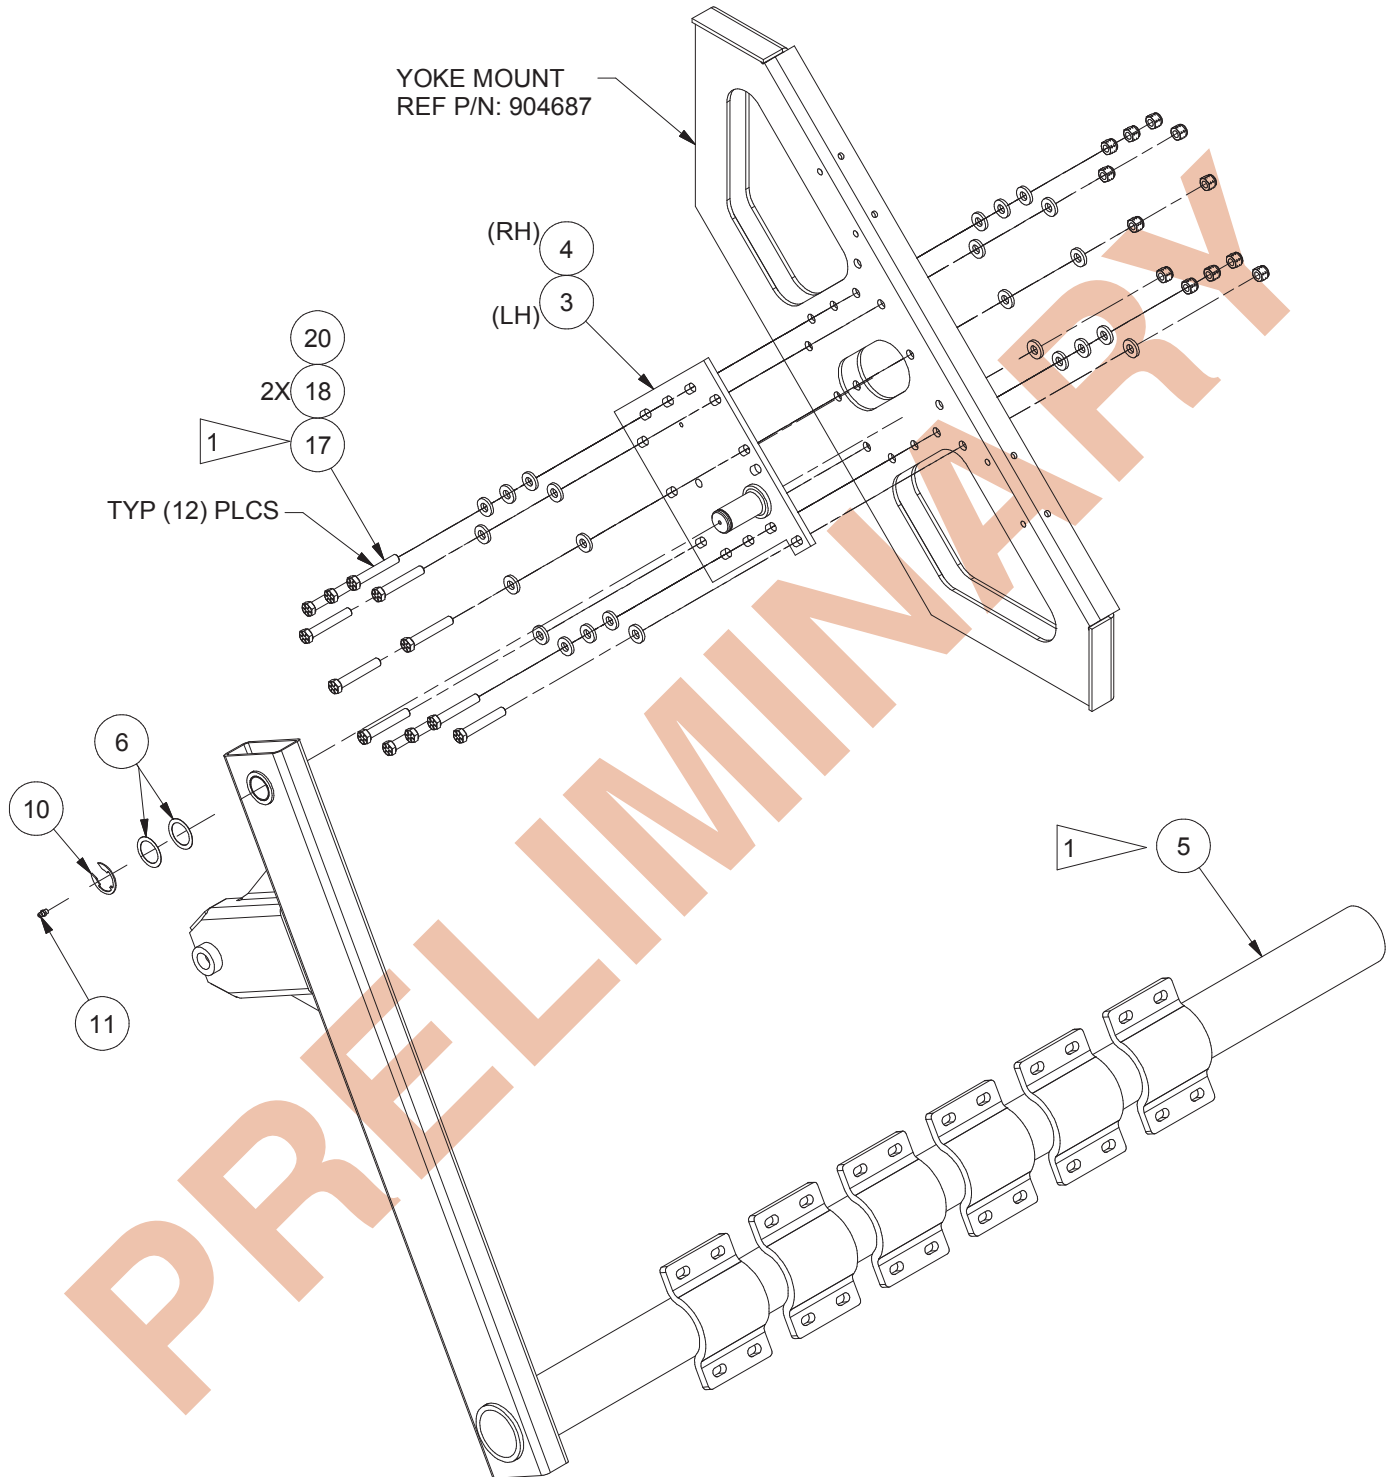 YOKE MOUNT
REF P/N: 904687
(RH) 4
(LH) 3
20
2X 18
1 17
TYP (12) PLCS
6
10
11
1 5
PRELIMINARY